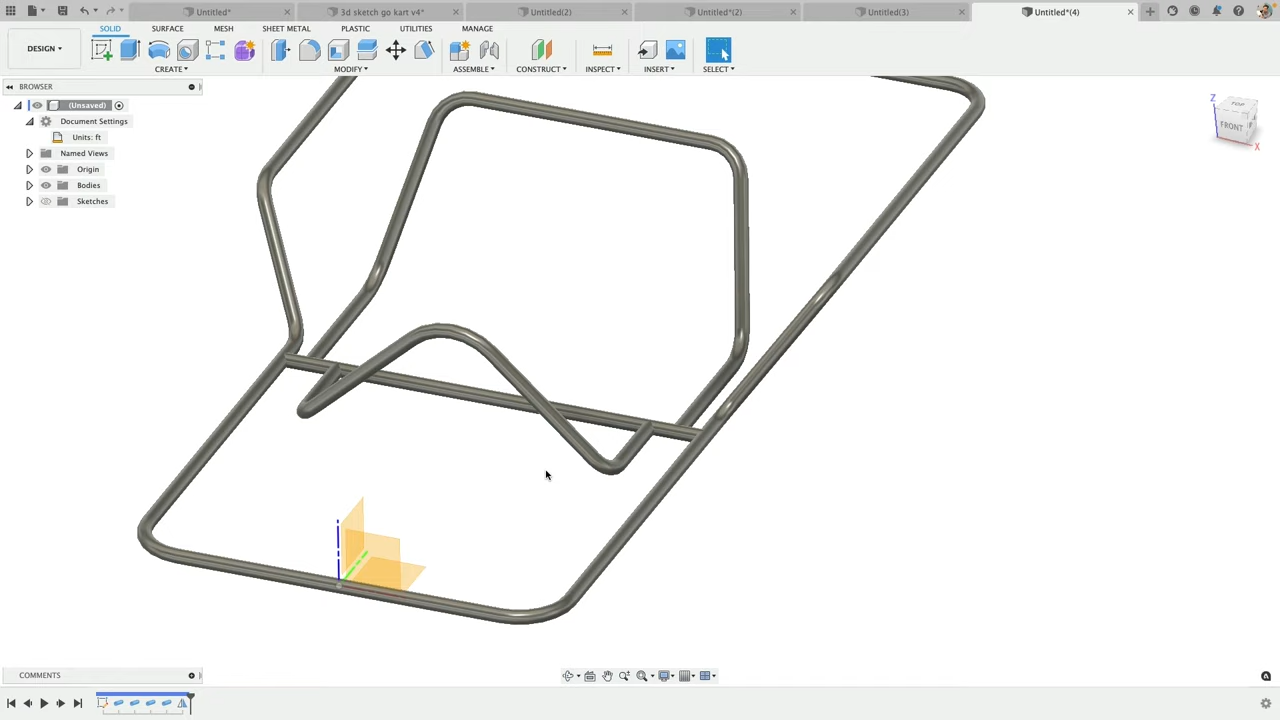 Untitled*
3d sketch go kart v4*
Untitled(2)
Untitled*(2)
Untitled(3)
Untitled*(4)
SOLID SURFACE MESH SHEET METAL PLASTIC UTILITIES MANAGE
DESIGN
CREATE MODIFY ASSEMBLE CONSTRUCT INSPECT INSERT SELECT
BROWSER
(Unsaved)
Document Settings
Units: ft
Named Views
Origin
Bodies
Sketches
Z
TOP
FRONT
X
COMMENTS